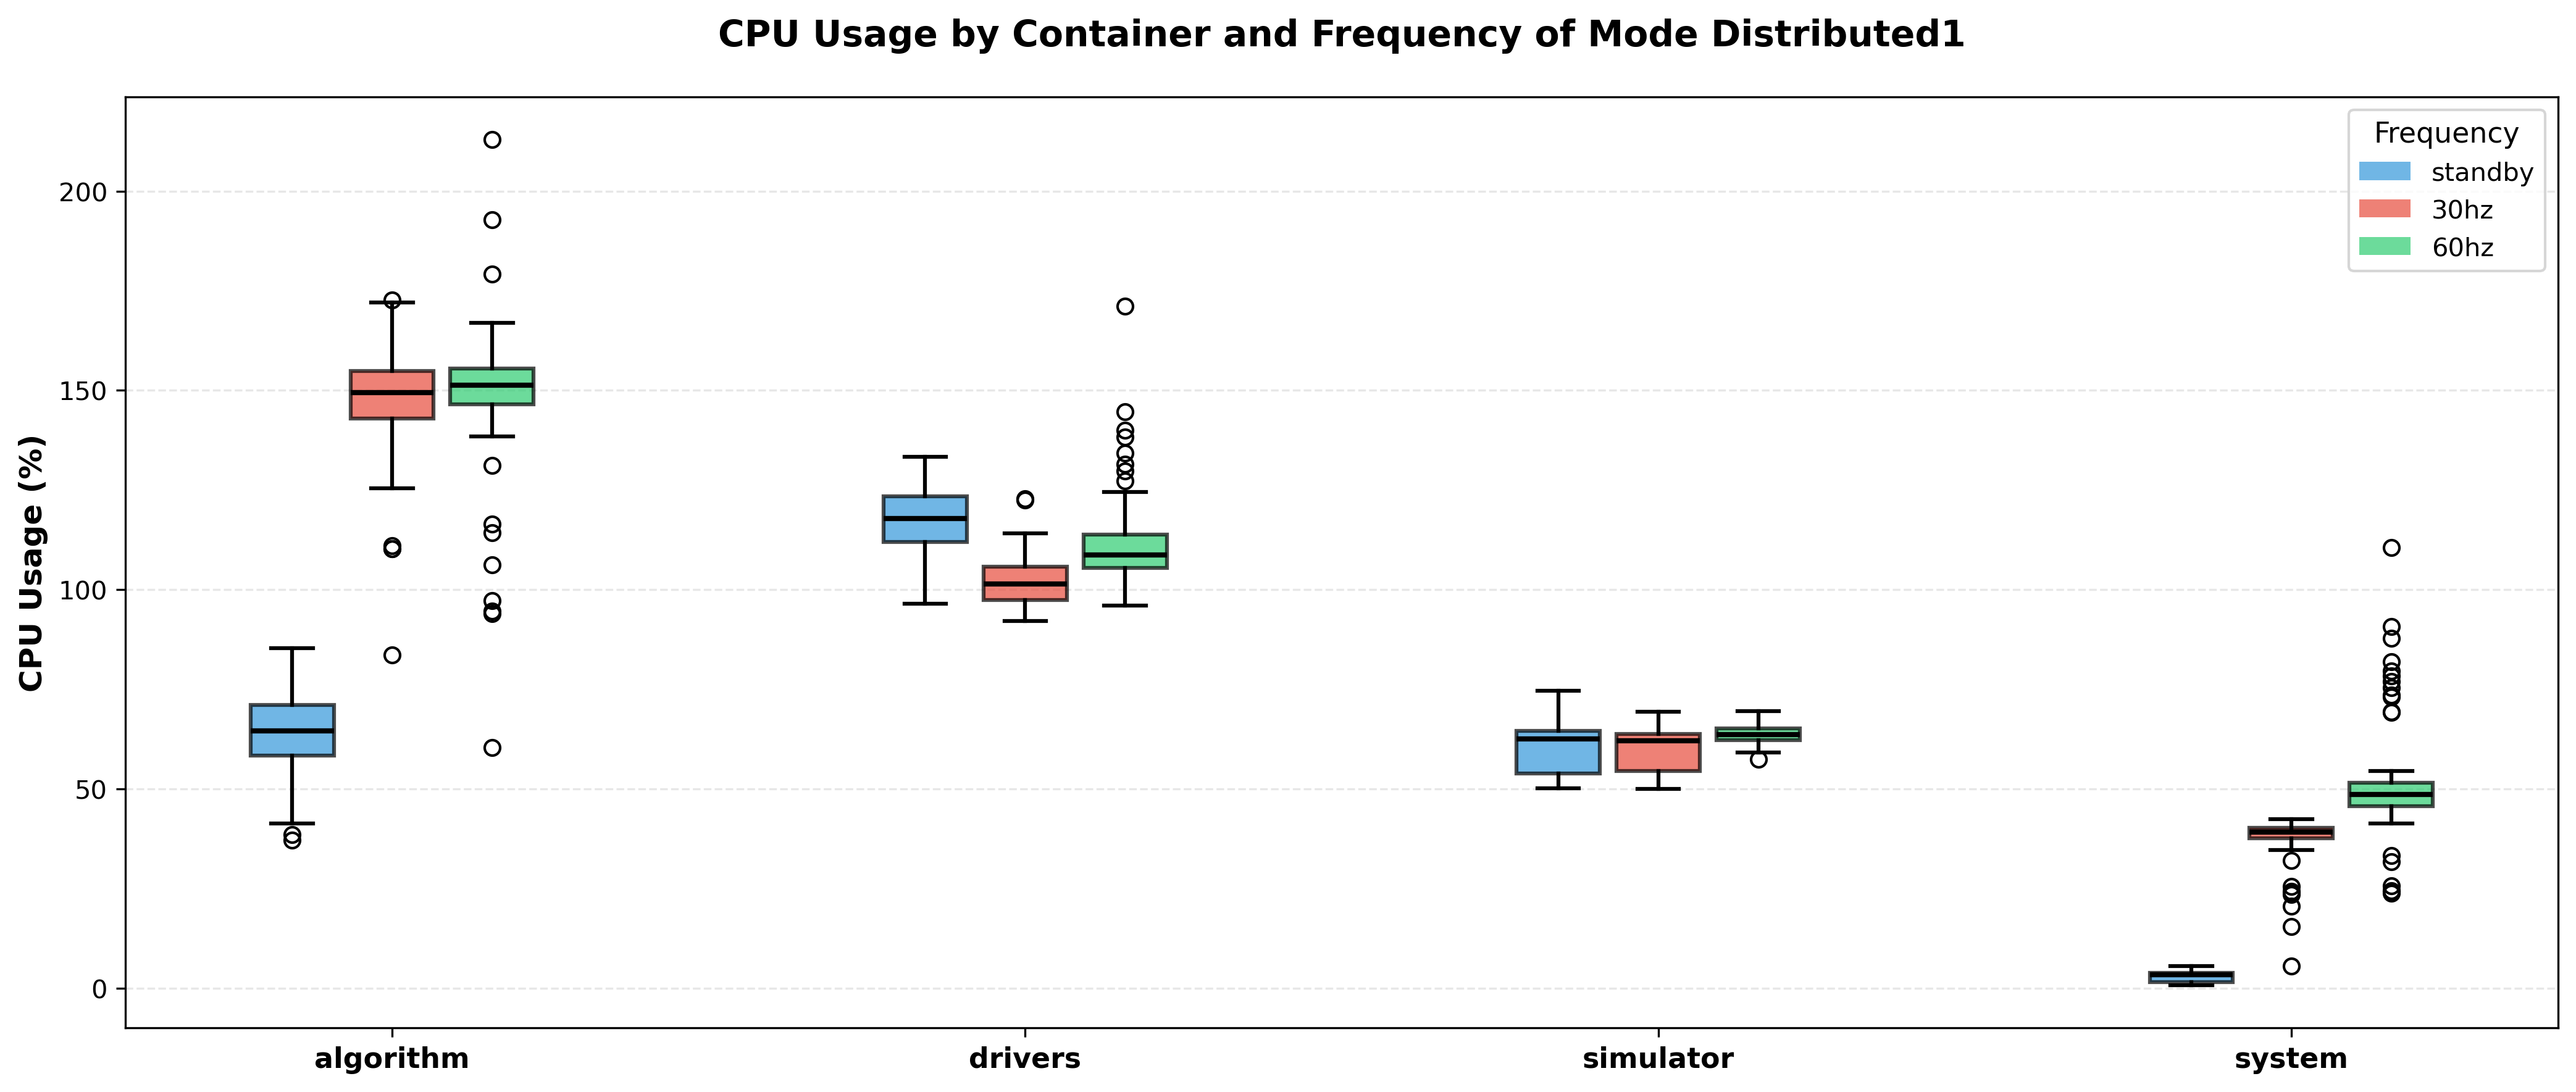 CPU Usage by Container and Frequency of Mode Distributed1
Frequency
standby
30hz
60hz
CPU Usage (%)
200
150
100
50
0
algorithm
drivers
simulator
system